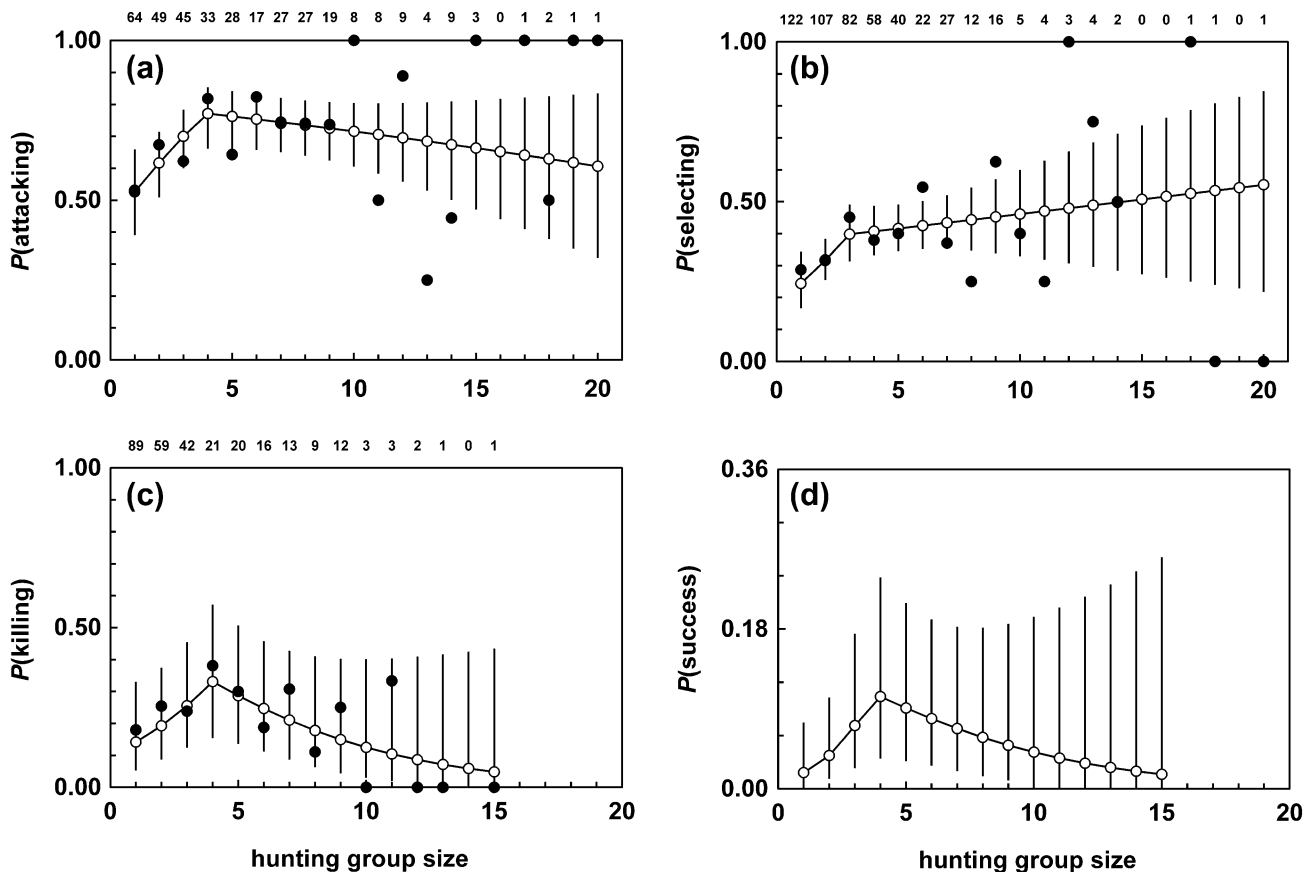 64 49 45 33 28 17 27 27 19 8 8 9 4 9 3 0 1 2 1 1
(a)
P(attacking)
1.00
0.50
0.00
0 5 10 15 20
122 107 82 58 40 22 27 12 16 5 4 3 4 2 0 0 1 1 0 1
(b)
P(selecting)
1.00
0.50
0.00
0 5 10 15 20
89 59 42 21 20 16 13 9 12 3 3 2 1 0 1
(c)
P(killing)
1.00
0.50
0.00
0 5 10 15 20
hunting group size
(d)
P(success)
0.36
0.18
0.00
0 5 10 15 20
hunting group size